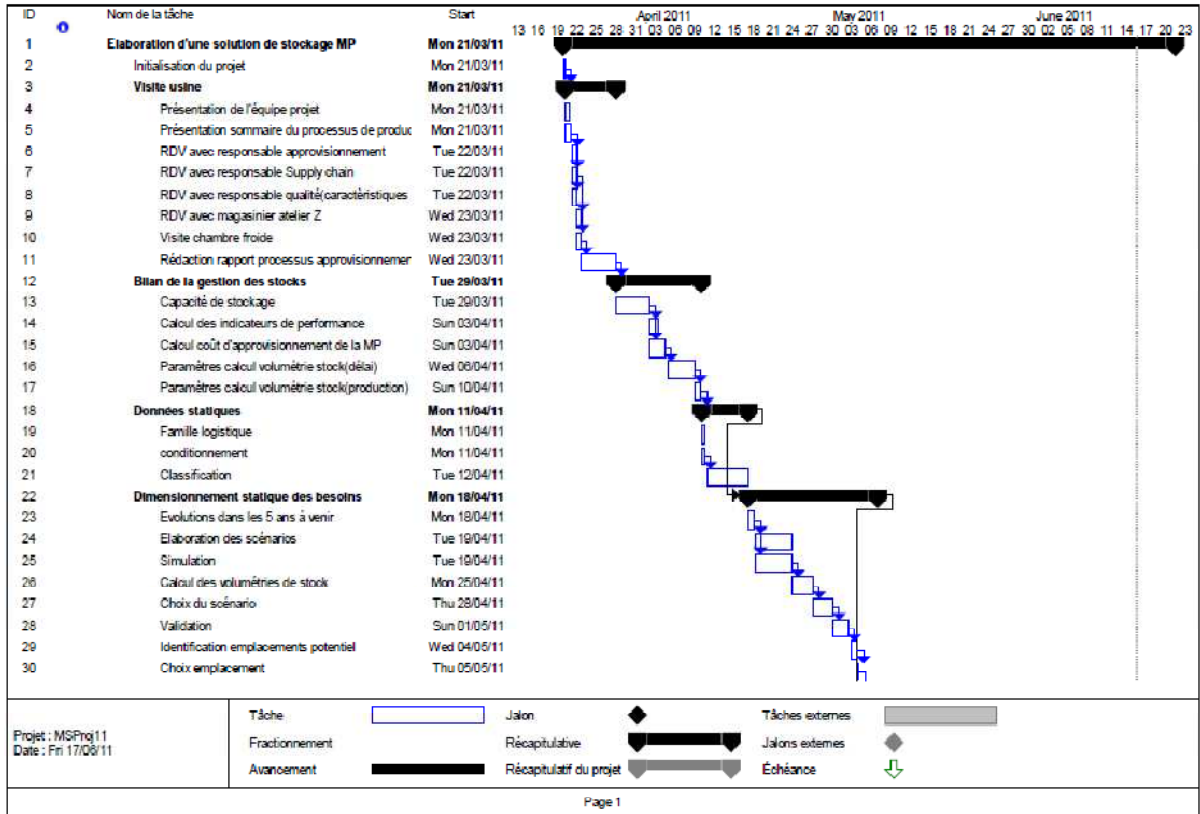 ID Nom de la tâche Start April 2011 May 2011 June 2011
13 16 19 22 25 28 31 03 06 09 12 15 18 21 24 27 30 03 06 09 12 15 18 21 24 27 30 02 05 08 11 14 17 20 23
1 Elaboration d'une solution de stockage MP Mon 21/03/11
2 Initialisation du projet Mon 21/03/11
3 Visite usine Mon 21/03/11
4 Présentation de l'équipe projet Mon 21/03/11
5 Présentation sommaire du processus de produc Mon 21/03/11
6 RDV avec responsable approvisionnement Tue 22/03/11
7 RDV avec responsable Supply chain Tue 22/03/11
8 RDV avec responsable qualité(caractèristiques Tue 22/03/11
9 RDV avec magasinier atelier Z Wed 23/03/11
10 Visite chambre froide Wed 23/03/11
11 Rédaction rapport processus approvisionnemer Wed 23/03/11
12 Bilan de la gestion des stocks Tue 29/03/11
13 Capacité de stockage Tue 29/03/11
14 Calcul des indicateurs de performance Sun 03/04/11
15 Calcul coût d'approvisionnement de la MP Sun 03/04/11
16 Paramètres calcul volumétrie stock(délai) Wed 06/04/11
17 Paramètres calcul volumétrie stock(production) Sun 10/04/11
18 Données statiques Mon 11/04/11
19 Famille logistique Mon 11/04/11
20 conditionnement Mon 11/04/11
21 Classification Tue 12/04/11
22 Dimensionnement statique des besoins Mon 18/04/11
23 Evolutions dans les 5 ans à venir Mon 18/04/11
24 Elaboration des scénarios Tue 19/04/11
25 Simulation Tue 19/04/11
26 Calcul des volumétries de stock Mon 25/04/11
27 Choix du scénario Thu 28/04/11
28 Validation Sun 01/05/11
29 Identification emplacements potentiel Wed 04/05/11
30 Choix emplacement Thu 05/05/11
Projet : MSProj11
Date : Fri 17/06/11
Tâche Jalon Tâches externes
Fractionnement Récapitulative Jalons externes
Avancement Récapitulatif du projet Échéance
Page 1